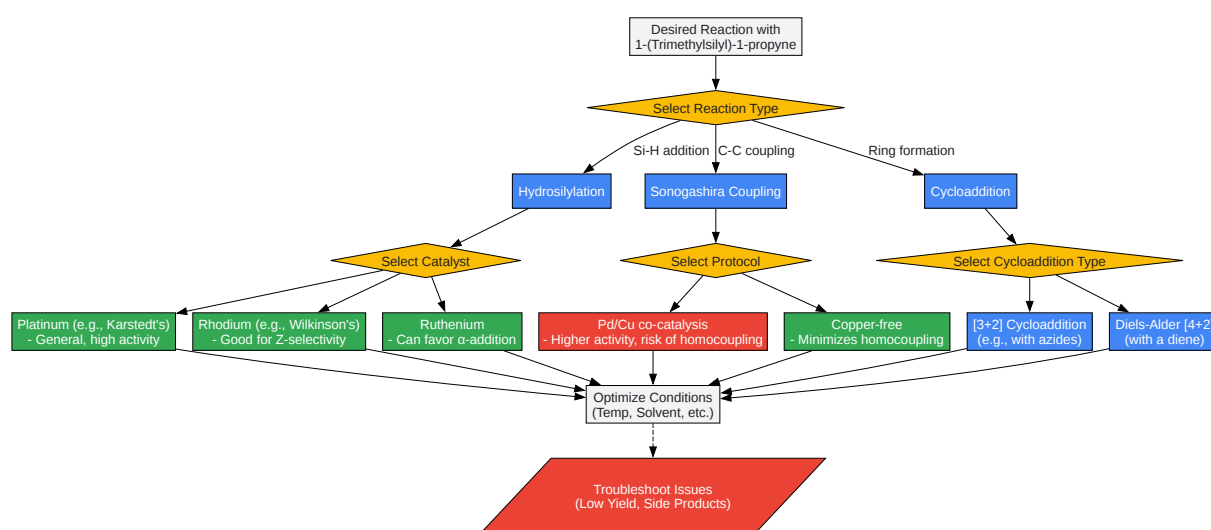 Desired Reaction with
1-(Trimethylsilyl)-1-propyne
Select Reaction Type
Si-H addition
C-C coupling
Ring formation
Hydrosilylation
Sonogashira Coupling
Cycloaddition
Select Catalyst
Select Protocol
Select Cycloaddition Type
Platinum (e.g., Karstedt's)
- General, high activity
Rhodium (e.g., Wilkinson's)
- Good for Z-selectivity
Ruthenium
- Can favor α-addition
Pd/Cu co-catalysis
- Higher activity, risk of homocoupling
Copper-free
- Minimizes homocoupling
[3+2] Cycloaddition
(e.g., with azides)
Diels-Alder [4+2
(with a diene)
Optimize Conditions
(Temp, Solvent, etc.)
Troubleshoot Issues
(Low Yield, Side Products)